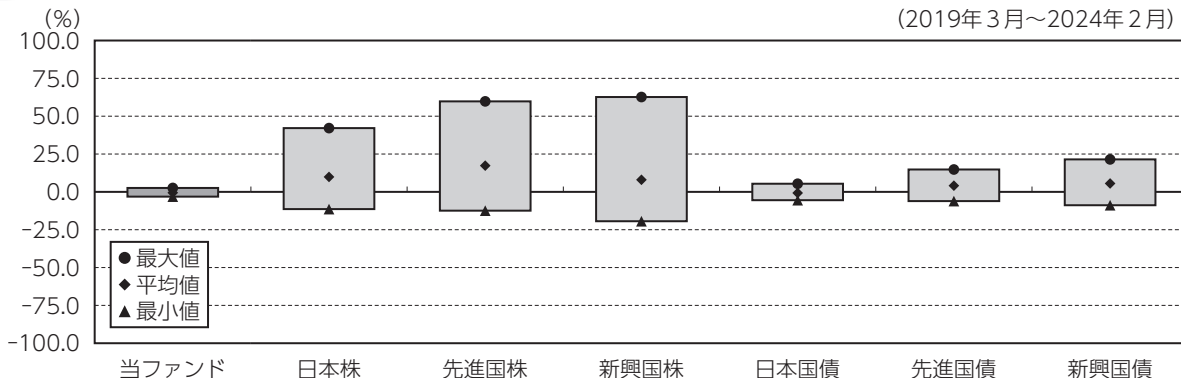 (%)
(2019年3月～2024年2月)
100.0
75.0
50.0
25.0
0.0
-25.0
-50.0
-75.0
-100.0
●最大値
◆平均値
▲最小値
当ファンド 日本株 先進国株 新興国株 日本国債 先進国債 新興国債